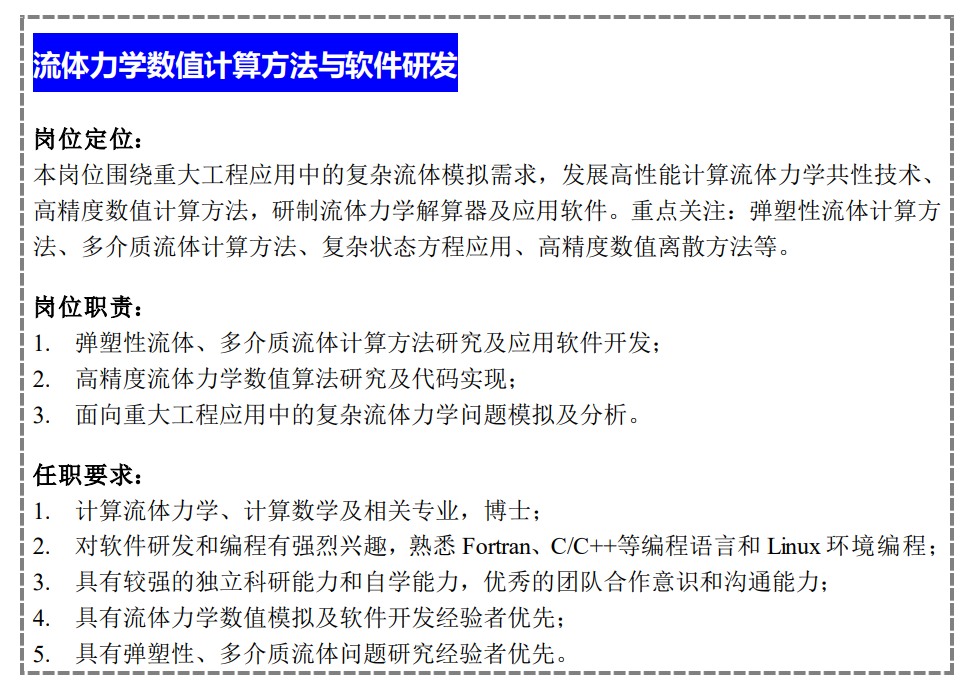 流体力学数值计算方法与软件研发
岗位定位：
本岗位围绕重大工程应用中的复杂流体模拟需求，发展高性能计算流体力学共性技术、
高精度数值计算方法，研制流体力学解算器及应用软件。重点关注：弹塑性流体计算方
法、多介质流体计算方法、复杂状态方程应用、高精度数值离散方法等。
岗位职责：
1. 弹塑性流体、多介质流体计算方法研究及应用软件开发；
2. 高精度流体力学数值算法研究及代码实现；
3. 面向重大工程应用中的复杂流体力学问题模拟及分析。
任职要求：
1. 计算流体力学、计算数学及相关专业，博士；
2. 对软件研发和编程有强烈兴趣，熟悉 Fortran、C/C++等编程语言和 Linux 环境编程；
3. 具有较强的独立科研能力和自学能力，优秀的团队合作意识和沟通能力；
4. 具有流体力学数值模拟及软件开发经验者优先；
5. 具有弹塑性、多介质流体问题研究经验者优先。